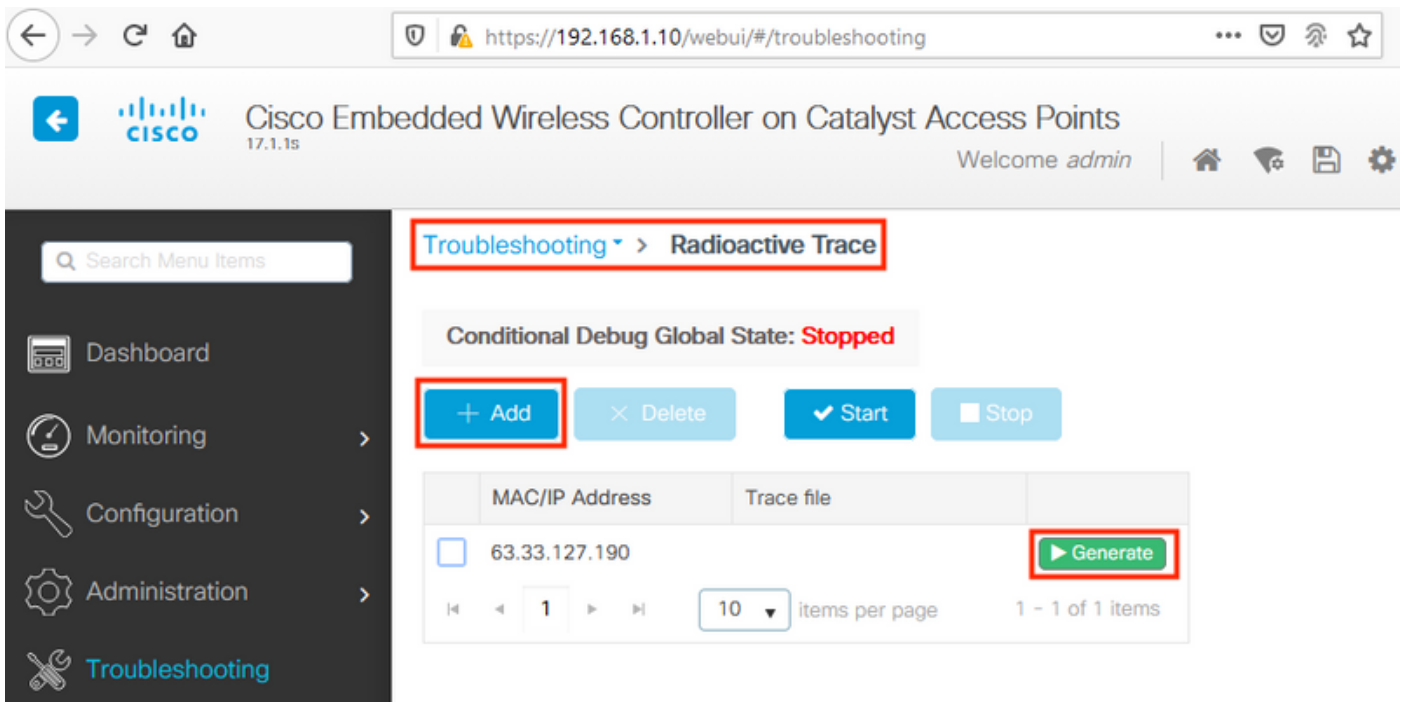 https://192.168.1.10/webui/#/troubleshooting
CISCO
Cisco Embedded Wireless Controller on Catalyst Access Points
17.1.1s
Welcome admin
Search Menu Items
Dashboard
Monitoring
Configuration
Administration
Troubleshooting
Troubleshooting > Radioactive Trace
Conditional Debug Global State: Stopped
+ Add × Delete ✔ Start Stop
MAC/IP Address Trace file
63.33.127.190 Generate
1 10 items per page 1 - 1 of 1 items